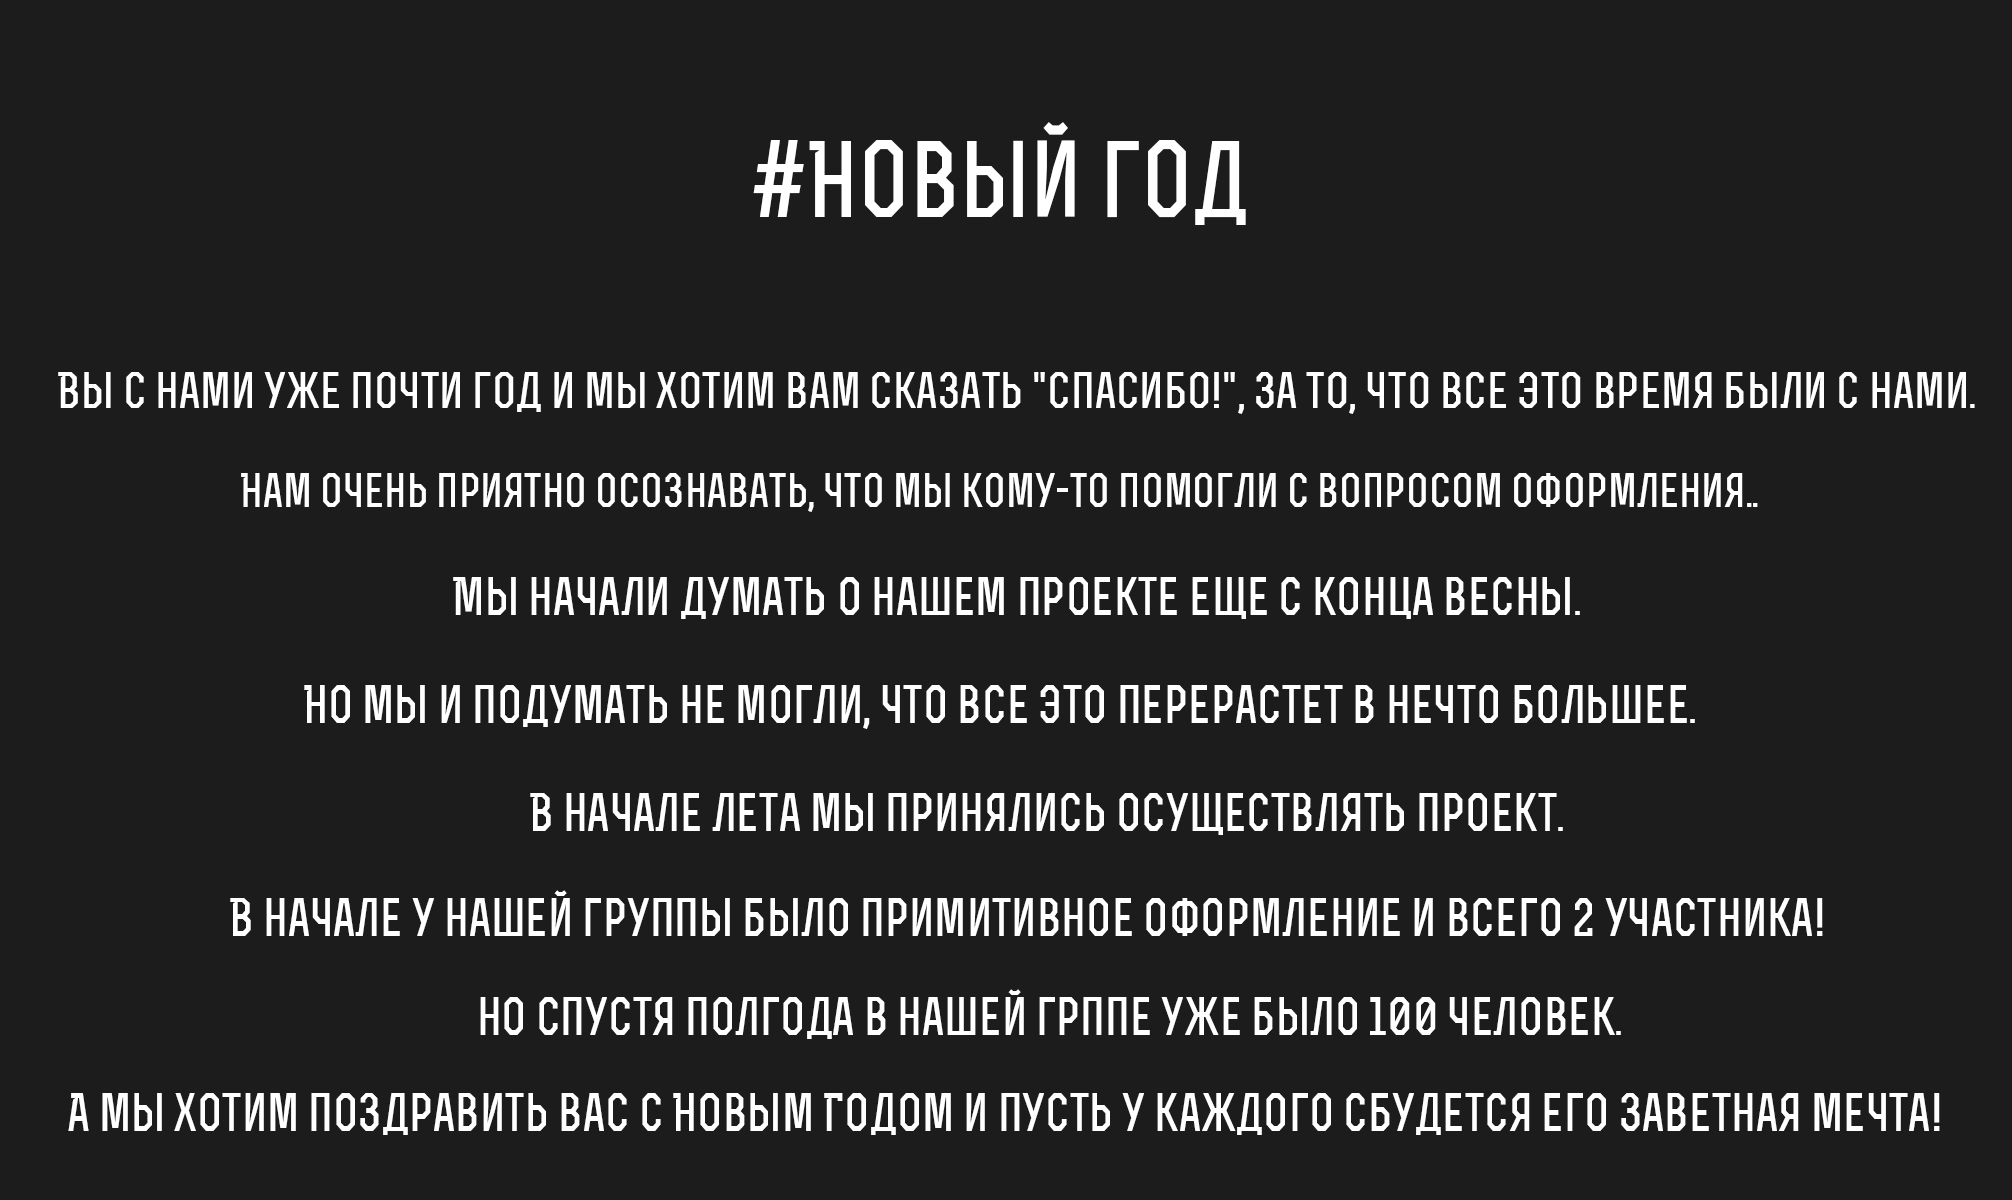 #Новый год
Вы с нами уже почти год и мы хотим вам сказать "спасибо!", за то, что все это время были с нами.
Нам очень приятно осознавать, что мы кому-то помогли с вопросом оформления..
Мы начали думать о нашем проекте еще с конца весны.
Но мы и подумать не могли, что все это перерастет в нечто большее.
В начале лета мы принялись осуществлять проект.
В начале у нашей группы было примитивное оформление и всего 2 участника!
но спустя полгода в нашей грппе уже было 100 человек.
А мы хотим поздравить вас с Новым Годом и пусть у каждого сбудется его заветная мечта!